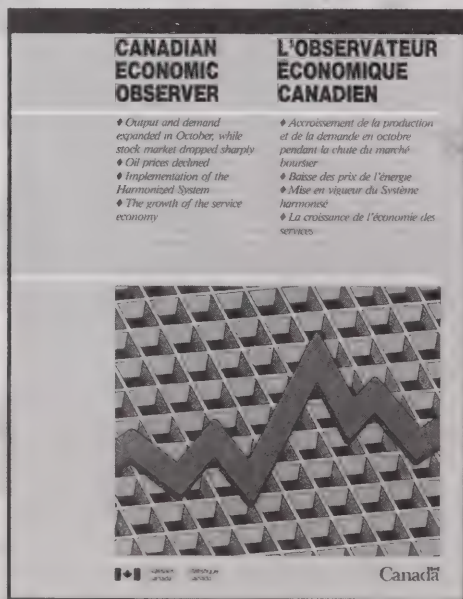 CANADIAN
ECONOMIC
OBSERVER
♦ Output and demand
expanded in October, while
stock market dropped sharply
♦ Oil prices declined
♦ Implementation of the
Harmonized System
♦ The growth of the service
economy
L'OBSERVATEUR
ÉCONOMIQUE
CANADIEN
♦ Accroissement de la production
et de la demande en octobre
pendant la chute du marché
boursier
♦ Baisse des prix de l'énergie
♦ Mise en vigueur du Système
harmonisé
♦ La croissance de l'économie des
services
Canada